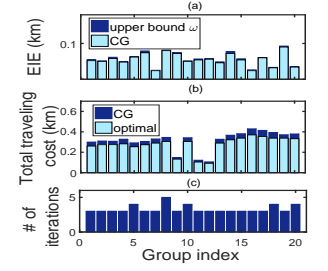 (a)
upper bound ω
CG
EIE (km)
0.1
(b)
CG
optimal
Total traveling
cost (km)
0.6
0.4
0.2
0
(c)
# of
iterations
5
0
0 5 10 15 20
Group index